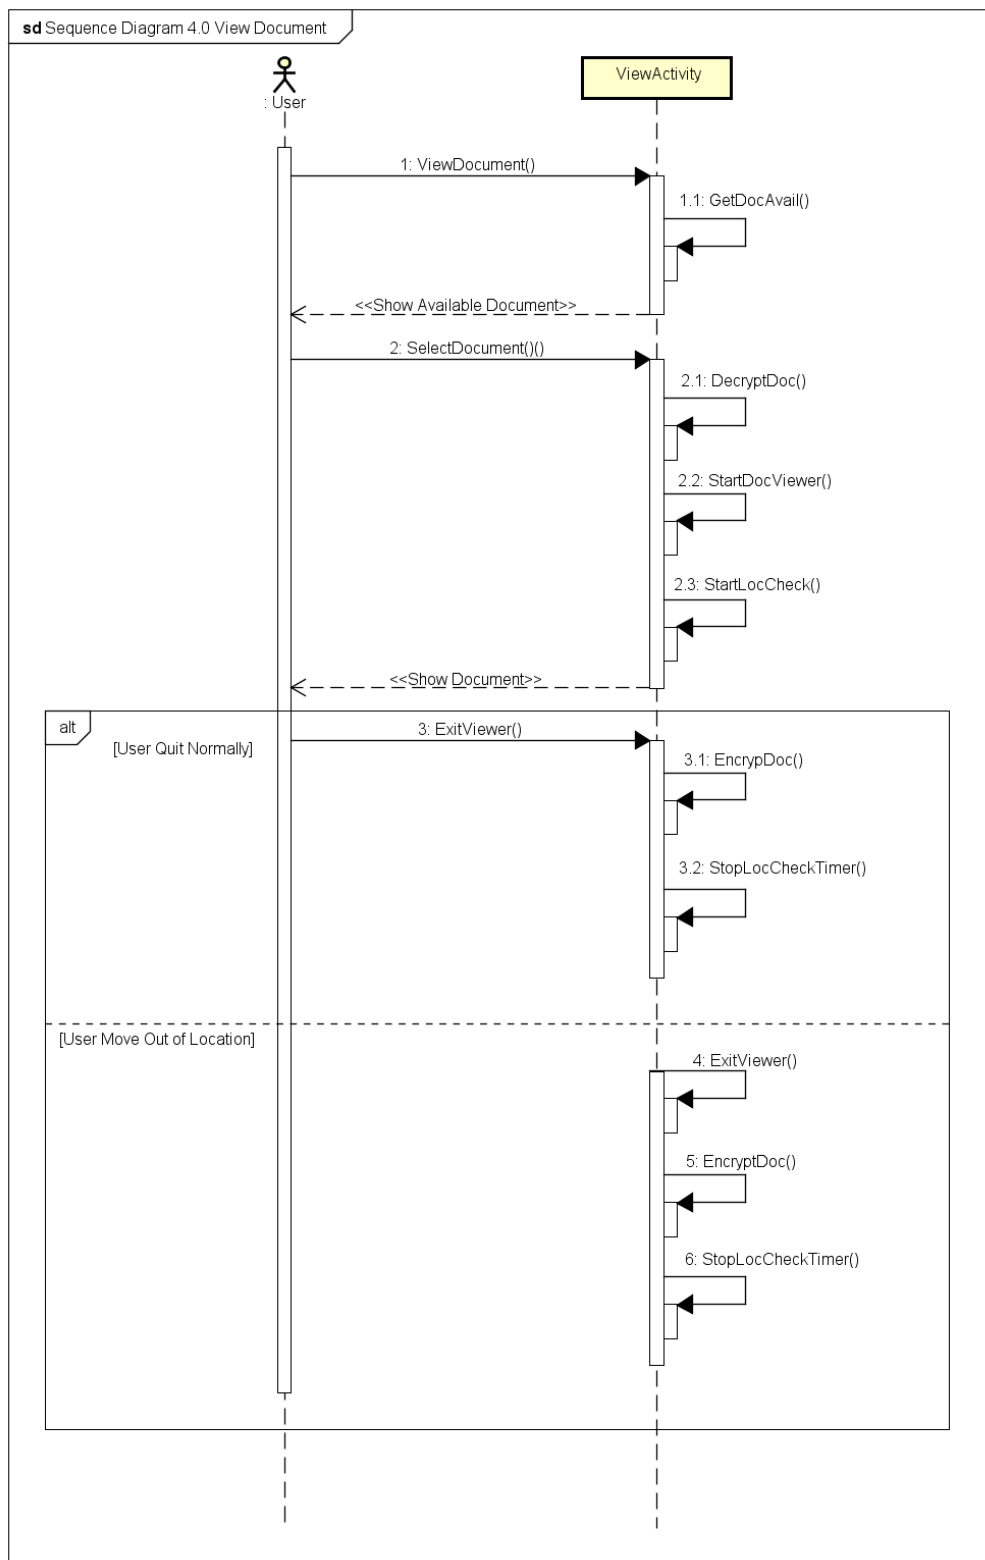 sd Sequence Diagram 4.0 View Document
: User
ViewActivity
1: ViewDocument()
1.1: GetDocAvail()
<<Show Available Document>>
2: SelectDocument()()
2.1: DecryptDoc()
2.2: StartDocViewer()
2.3: StartLocCheck()
<<Show Document>>
alt
[User Quit Normally]
3: ExitViewer()
3.1: EncrypDoc()
3.2: StopLocCheckTimer()
[User Move Out of Location]
4: ExitViewer()
5: EncryptDoc()
6: StopLocCheckTimer()